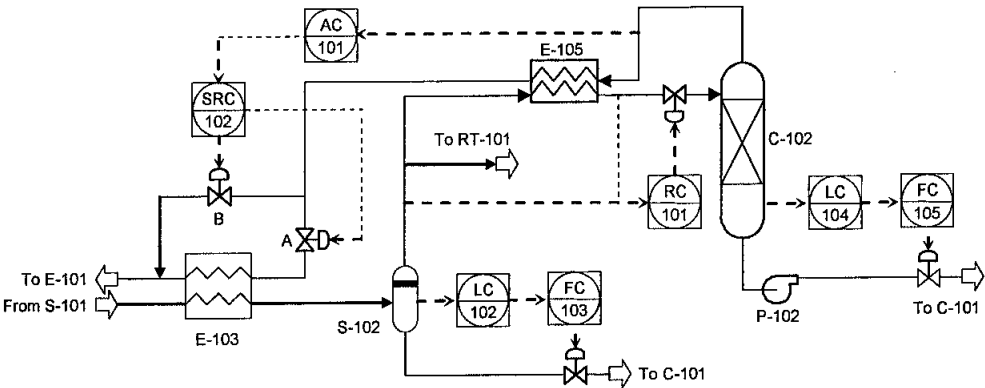 AC
101
E-105
SRC
102
C-102
To RT-101
RC
101
LC
104
FC
105
B
A
To E-101
From S-101
E-103
S-102
LC
102
FC
103
P-102
To C-101
To C-101